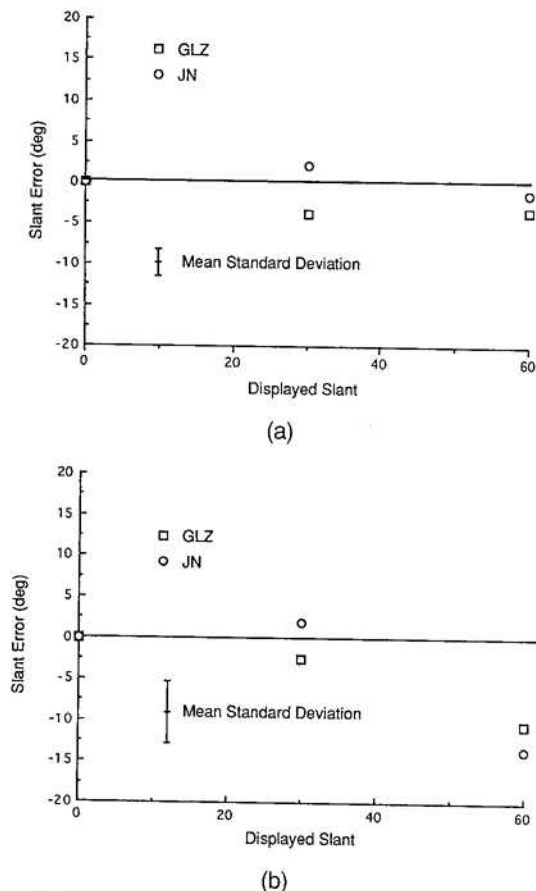 20
15
10
5
0
-5
-10
-15
-20
Slant Error (deg)
GLZ
JN
Mean Standard Deviation
0
20
40
60
Displayed Slant
(a)
20
15
10
5
0
-5
-10
-15
-20
Slant Error (deg)
GLZ
JN
Mean Standard Deviation
0
20
40
60
Displayed Slant
(b)